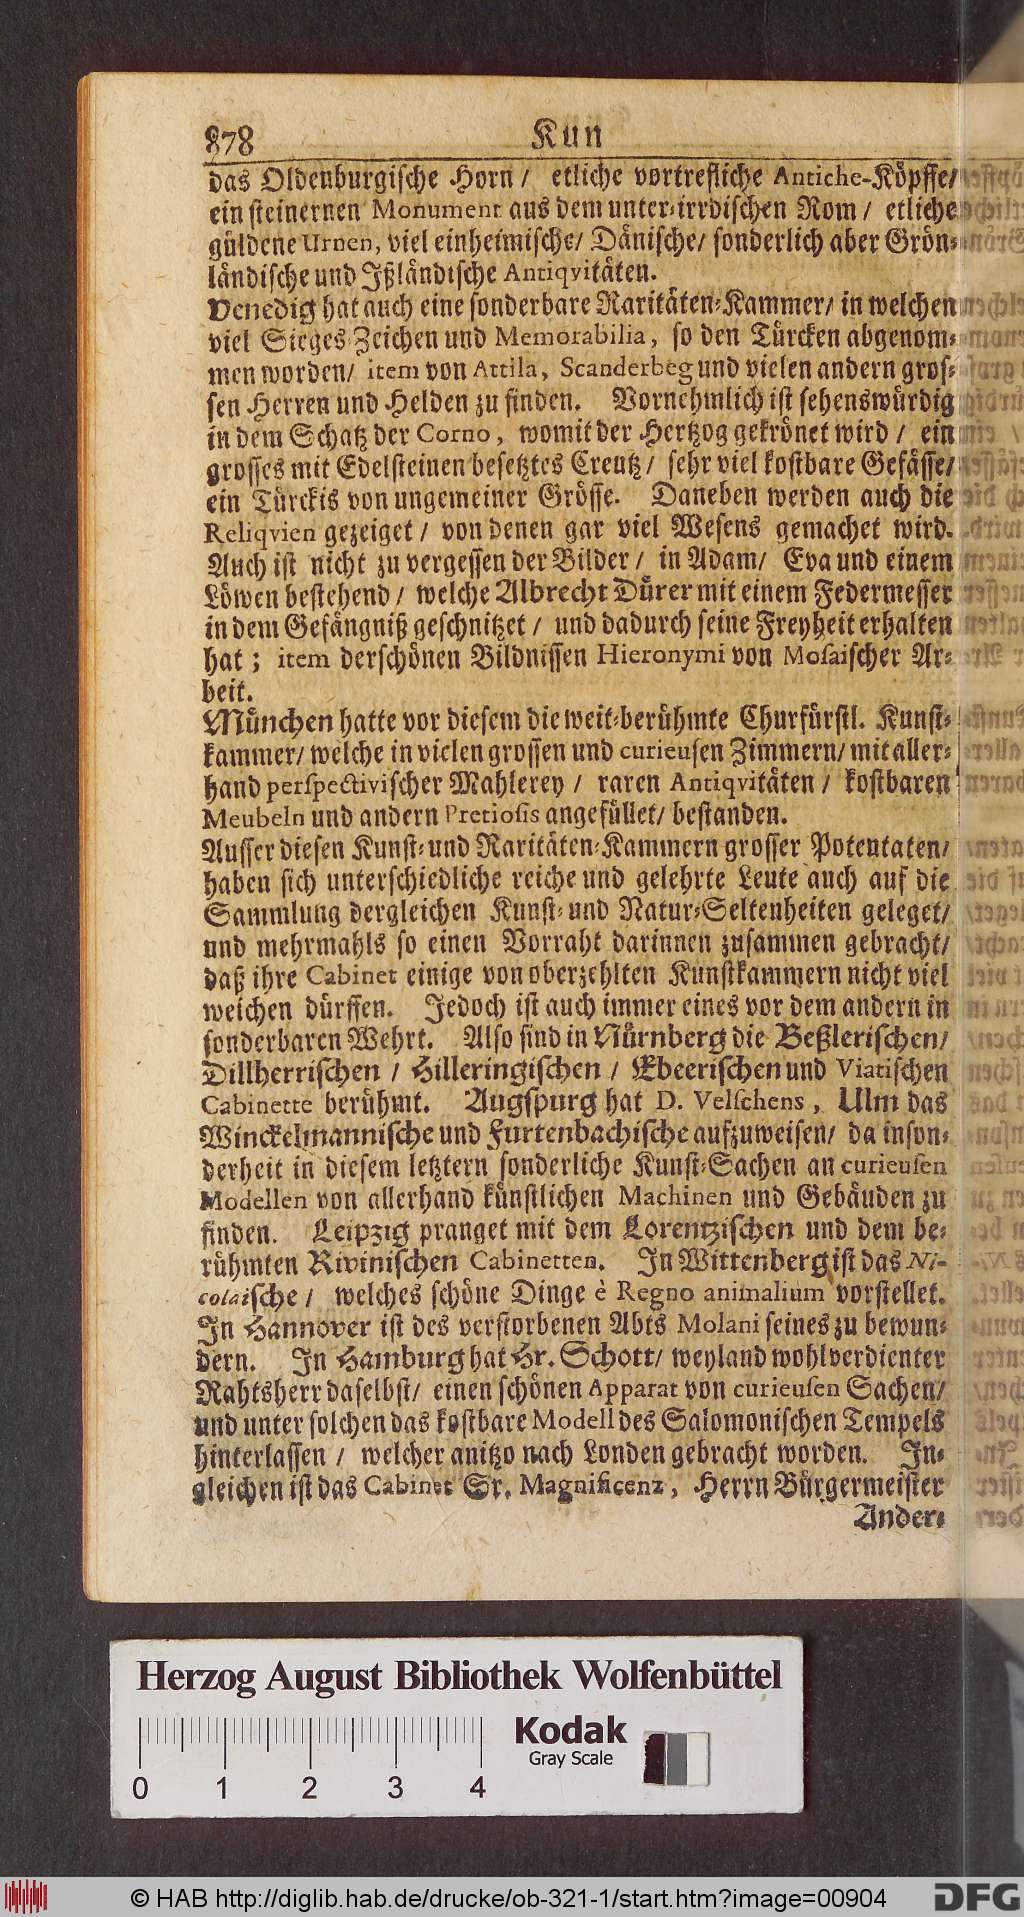 878 Kun
das Oldenburgische Horn / etliche vortrefliche Antiche-Köpffe/
ein steinernen Monument aus dem unter-irrdischen Rom / etliche
güldene Urnen, viel einheimische/ Dänische/ sonderlich aber Grön-
ländische und Ißländische Antiqvitäten.
Venedig hat auch eine sonderbare Raritäten-Kammer/ in welchen
viel Sieges-Zeichen und Memorabilia, so den Türcken abgenom-
men worden/ item von Attila, Scanderbeg und vielen andern gros-
sen Herren und Helden zu finden. Vornehmlich ist sehenswürdig
in dem Schatz der Corno, womit der Hertzog gekrönet wird / ein
grosses mit Edelsteinen besetztes Creutz / sehr viel kostbare Gefässe/
ein Türckis von ungemeiner Grösse. Daneben werden auch die
Reliqvien gezeiget / von denen gar viel Wesens gemachet wird.
Auch ist nicht zu vergessen der Bilder / in Adam/ Eva und einem
Löwen bestehend / welche Albrecht Dürer mit einem Federmesser
in dem Gefängniß geschnitzet / und dadurch seine Freyheit erhalten
hat ; item der schönen Bildnissen Hieronymi von Mosaischer Ar-
beit.
München hatte vor diesem die weit-berühmte Churfürstl. Kunst-
kammer/ welche in vielen grossen und curieusen Zimmern/ mit aller-
hand perspectivischer Mahlerey / raren Antiqvitäten / kostbaren
Meubeln und andern Pretiosis angefüllet/ bestanden.
Ausser diesen Kunst- und Raritäten-Kammern grosser Potentaten/
haben sich unterschiedliche reiche und gelehrte Leute auch auf die
Sammlung dergleichen Kunst- und Natur-Seltenheiten geleget/
und mehrmahls so einen Vorraht darinnen zusammen gebracht/
daß ihre Cabinet einige von oberzehlten Kunstkammern nicht viel
weichen dürffen. Jedoch ist auch immer eines vor dem andern in
sonderbaren Wehrt. Also sind in Nürnberg die Beßlerischen/
Dillherrischen / Hilleringischen / Ebeerischen und Viatischen
Cabinette berühmt. Augspurg hat D. Velschens, Ulm das
Winckelmannische und Furtenbachische aufzuweisen/ da inson-
derheit in diesem letztern sonderliche Kunst-Sachen an curieusen
Modellen von allerhand künstlichen Machinen und Gebäuden zu
finden. Leipzig pranget mit dem Lorentzischen und dem be-
rühmten Rivinischen Cabinetten. In Wittenberg ist das Ni-
colaische / welches schöne Dinge è Regno animalium vorstellet.
In Hannover ist des verstorbenen Abts Molani seines zu bewun-
dern. In Hamburg hat Hr. Schott/ weyland wohlverdienter
Rahtsherr daselbst/ einen schönen Apparat von curieusen Sachen/
und unter solchen das kostbare Modell des Salomonischen Tempels
hinterlassen / welcher anitzo nach Londen gebracht worden. In-
gleichen ist das Cabinet Sr. Magnificenz, Herrn Bürgermeister
Ander-
Herzog August Bibliothek Wolfenbüttel
Kodak
Gray Scale
0 1 2 3 4
© HAB http://diglib.hab.de/drucke/ob-321-1/start.htm?image=00904
DFG